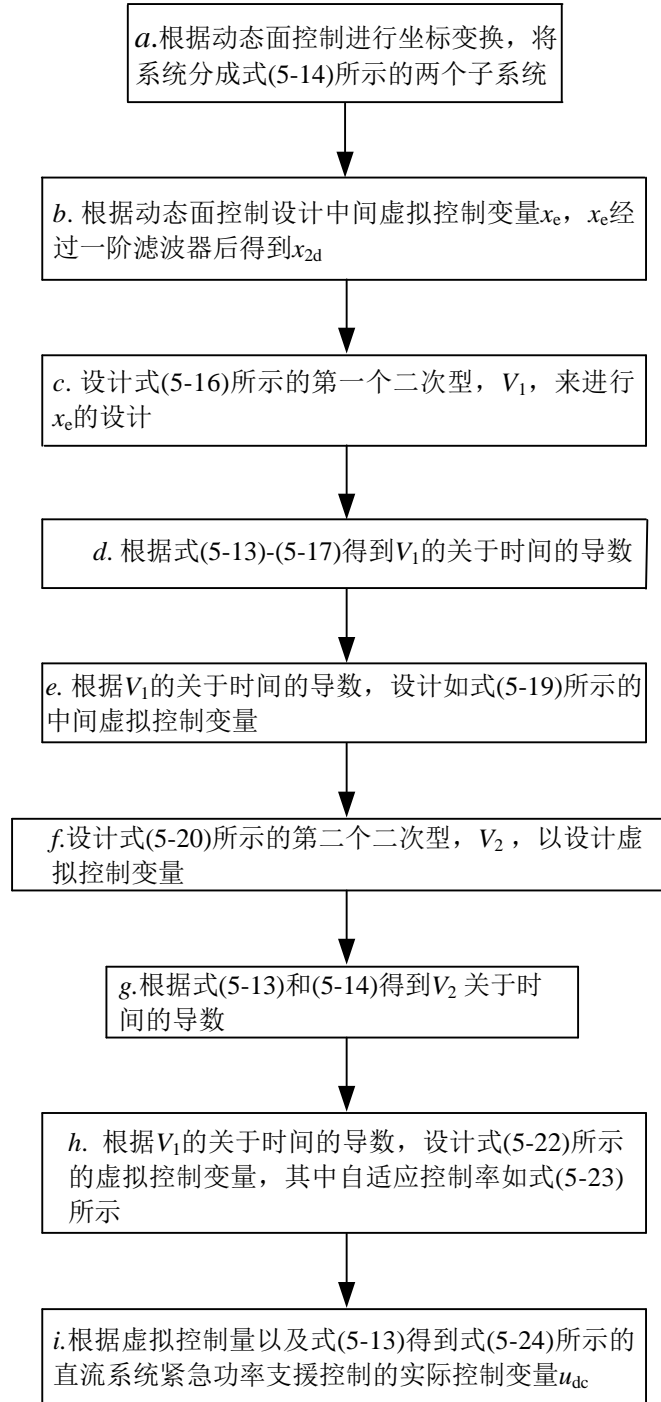 a.根据动态面控制进行坐标变换，将
系统分成式(5-14)所示的两个子系统
b. 根据动态面控制设计中间虚拟控制变量xe，xe经
过一阶滤波器后得到x2d
c. 设计式(5-16)所示的第一个二次型，V1，来进行
xe的设计
d. 根据式(5-13)-(5-17)得到V1的关于时间的导数
e. 根据V1的关于时间的导数，设计如式(5-19)所示的
中间虚拟控制变量
f.设计式(5-20)所示的第二个二次型，V2 ，以设计虚
拟控制变量
g.根据式(5-13)和(5-14)得到V2 关于时
间的导数
h. 根据V1的关于时间的导数，设计式(5-22)所示
的虚拟控制变量，其中自适应控制率如式(5-23)
所示
i.根据虚拟控制量以及式(5-13)得到式(5-24)所示的
直流系统紧急功率支援控制的实际控制变量udc